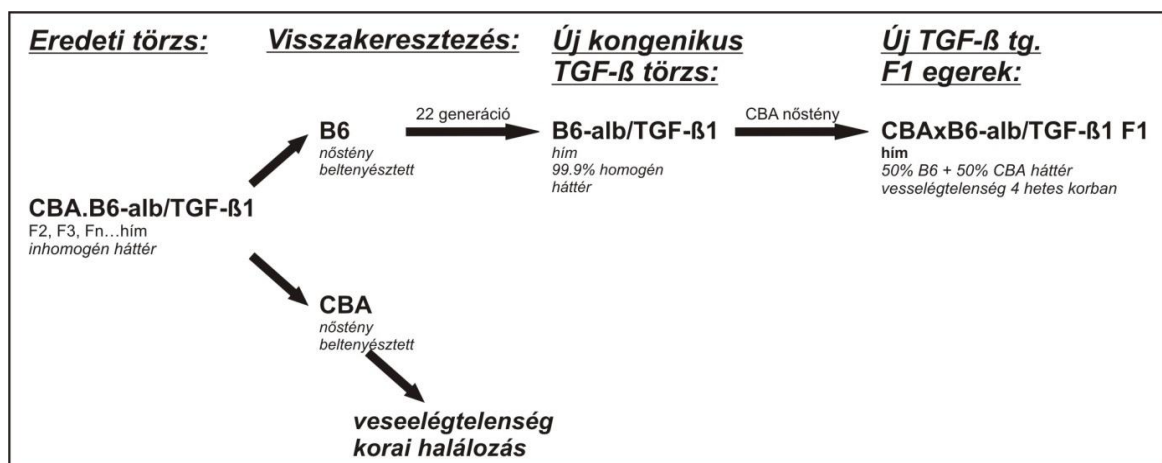 Eredeti törzs:
Visszakeresztezés:
Új kongenikus
TGF-ß törzs:
Új TGF-ß tg.
F1 egerek:
CBA.B6-alb/TGF-ß1
F2, F3, Fn...hím
inhomogén háttér
B6
nőstény
beltenyésztett
22 generáció
B6-alb/TGF-ß1
hím
99.9% homogén
háttér
CBA nőstény
CBAxB6-alb/TGF-ß1 F1
hím
50% B6 + 50% CBA háttér
vesselégtelenség 4 hetes korban
CBA
nőstény
beltenyésztett
veseelégtelenség
korai halálozás